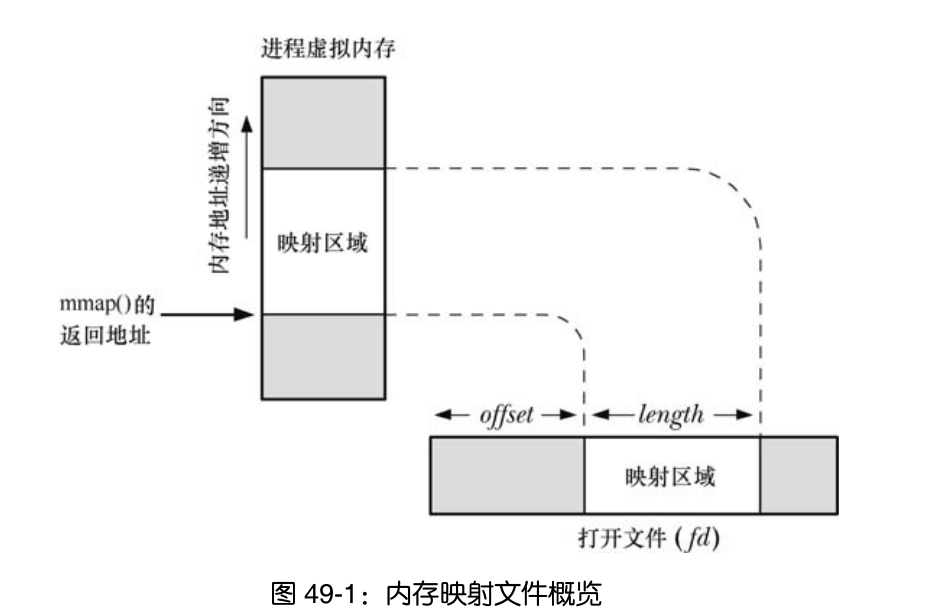 进程虚拟内存
内存地址递增方向
映射区域
mmap()的
返回地址
offset
length
映射区域
打开文件 (fd)
图 49-1：内存映射文件概览